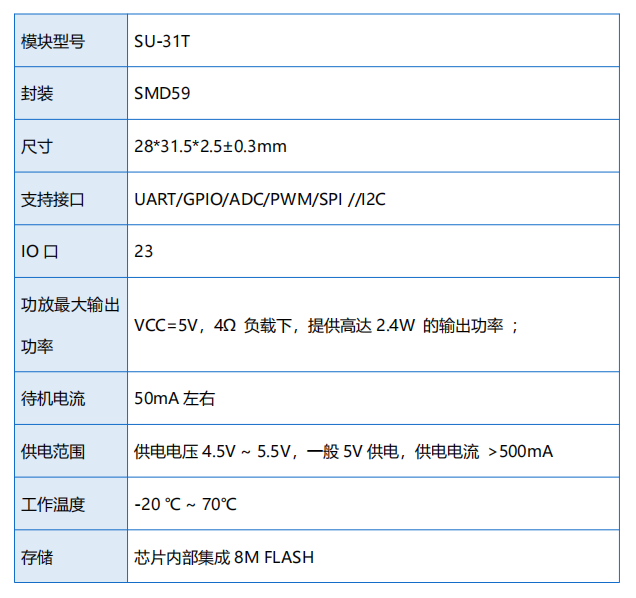 模块型号 SU-31T
封装 SMD59
尺寸 28*31.5*2.5±0.3mm
支持接口 UART/GPIO/ADC/PWM/SPI //I2C
IO 口 23
功放最大输出
功率
VCC=5V，4Ω 负载下，提供高达 2.4W 的输出功率 ；
待机电流 50mA 左右
供电范围 供电电压 4.5V ~ 5.5V，一般 5V 供电，供电电流 >500mA
工作温度 -20 ℃ ~ 70℃
存储 芯片内部集成 8M FLASH